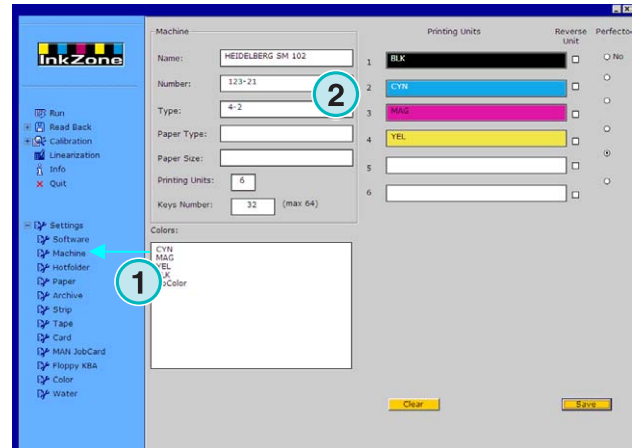 InkZone
Run
Read Back
Calibration
Linearization
Info
Quit
Settings
Software
Machine
Hotfolder
Paper
Archive
Strip
Tape
Card
MAN JobCard
Floppy KBA
Color
Water
Machine
Name: HEIDELBERG SM 102
Number: 123-21
Type: 4-2
Paper Type:
Paper Size:
Printing Units: 6
Keys Number: 32 (max 64)
Colors:
CYN
MAG
YEL
1
2
Printing Units
Reverse Unit
1 BLK
2 CYN
3 MAG
4 YEL
5
6
No
Clear
Save